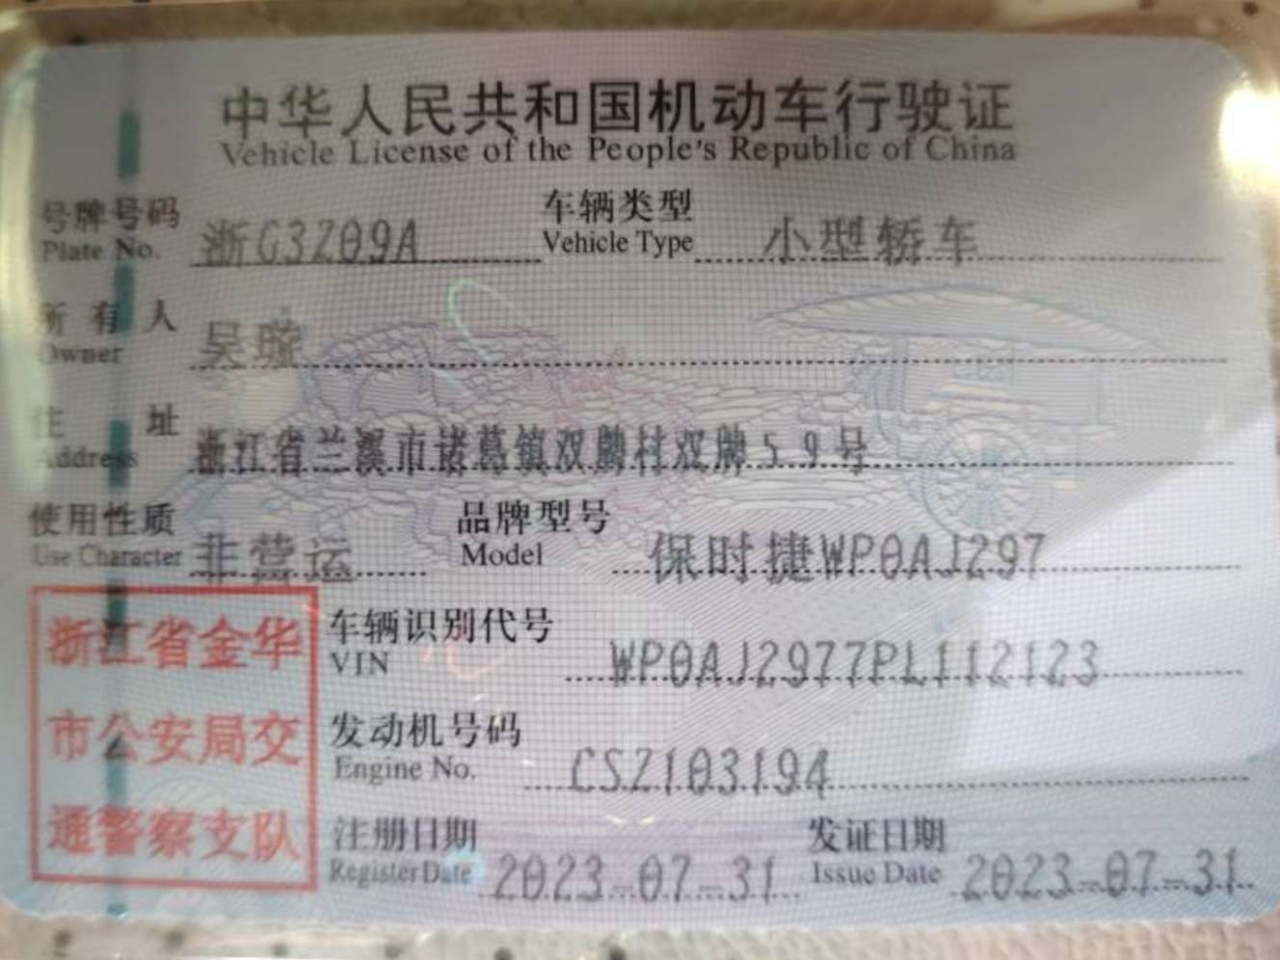 中华人民共和国机动车行驶证
Vehicle License of the People's Republic of China
号牌号码 浙G3Z09A 车辆类型 小型轿车
Plate No. Vehicle Type
所有人 吴璇
Owner
住址 浙江省兰溪市诸葛镇双牌村双牌59号
Address
使用性质 非营运 品牌型号 保时捷WP0AJ297
Use Character Model
浙江省金华
市公安局交
通警察支队
车辆识别代号 WP0AJ2977PL112123
VIN
发动机号码 CSZ103194
Engine No.
注册日期 2023-07-31 发证日期 2023-07-31
Register Date Issue Date